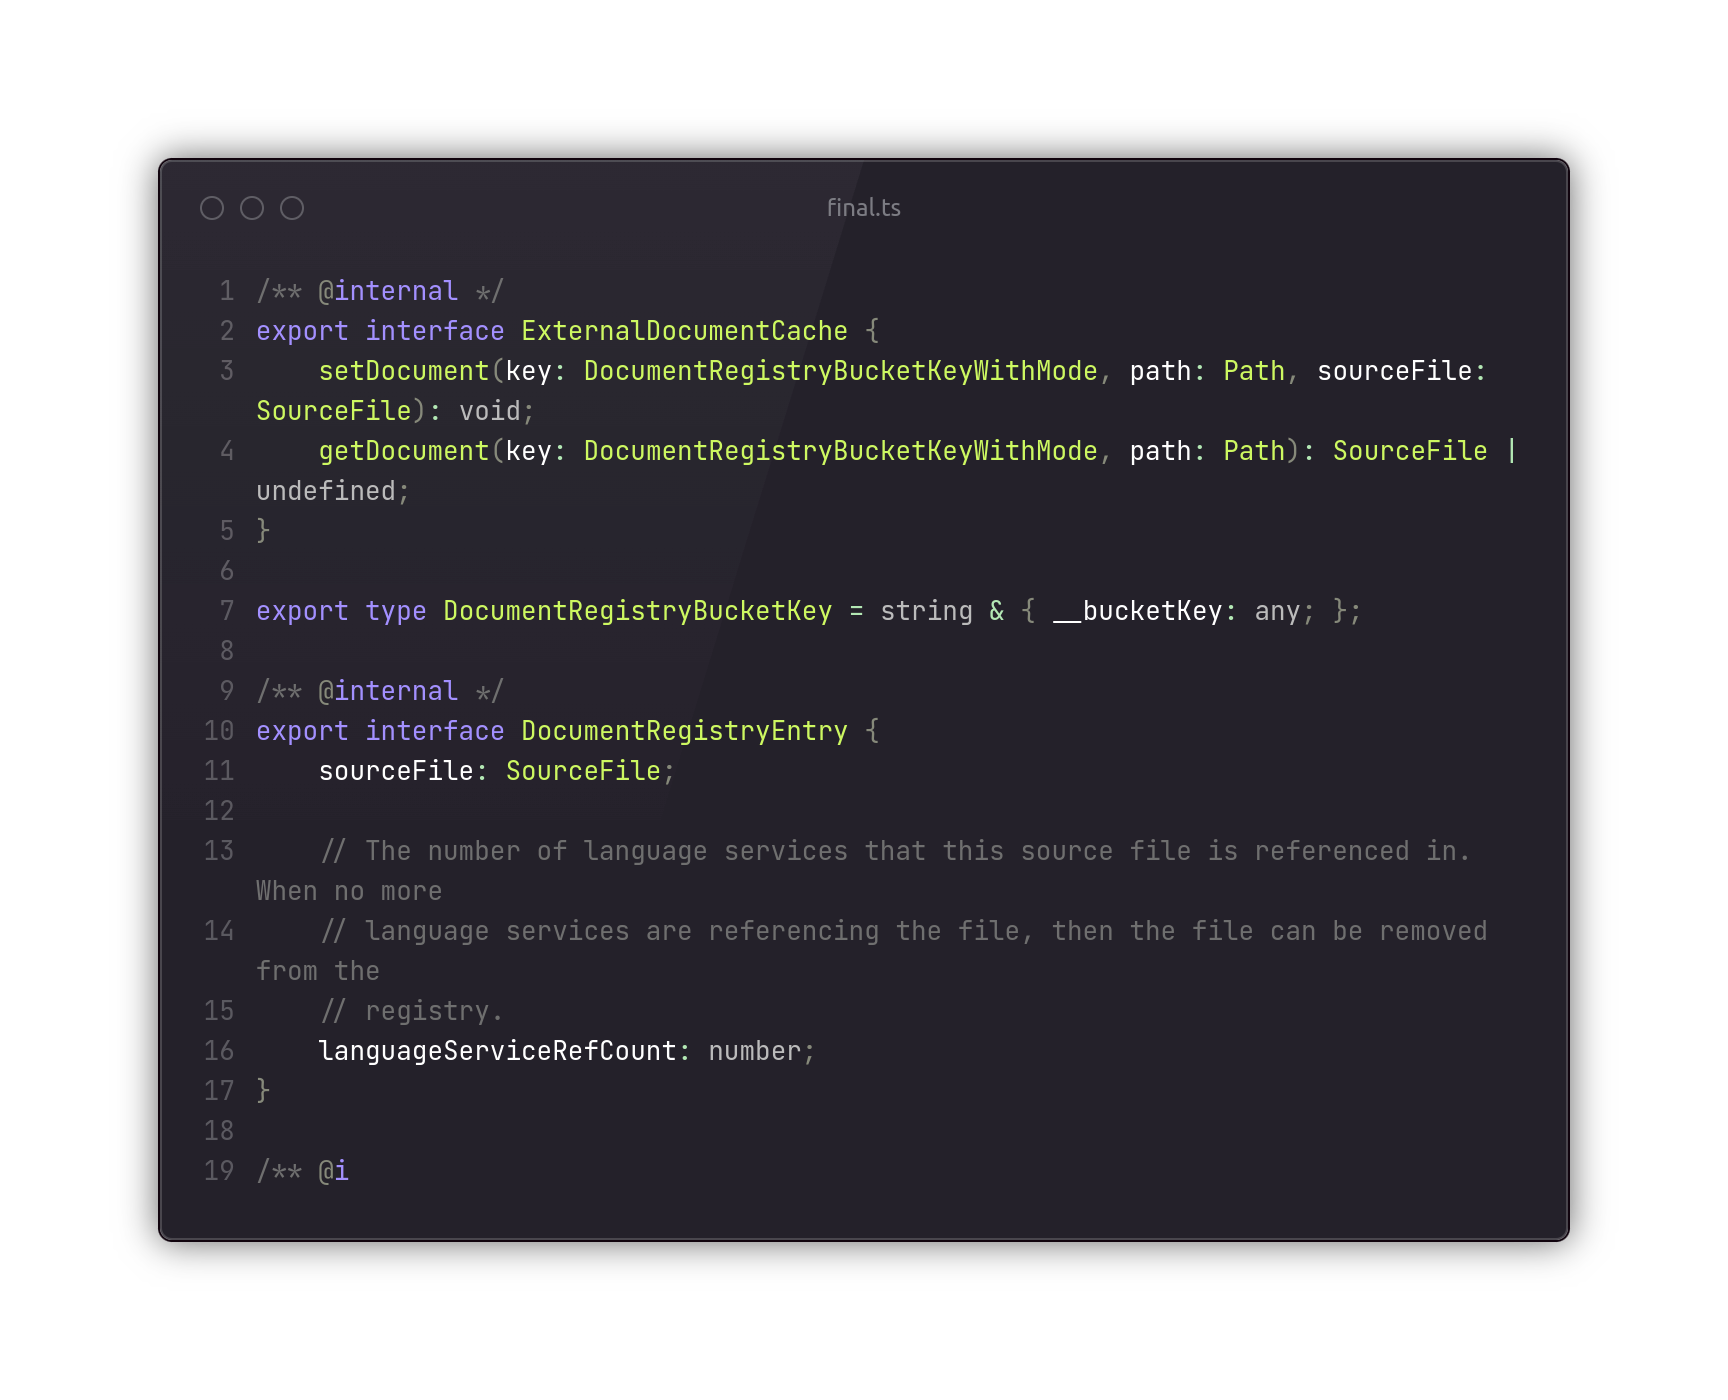 final.ts
1 /** @internal */
2 export interface ExternalDocumentCache {
3     setDocument(key: DocumentRegistryBucketKeyWithMode, path: Path, sourceFile:
SourceFile): void;
4     getDocument(key: DocumentRegistryBucketKeyWithMode, path: Path): SourceFile |
undefined;
5 }
6
7 export type DocumentRegistryBucketKey = string & { __bucketKey: any; };
8
9 /** @internal */
10 export interface DocumentRegistryEntry {
11     sourceFile: SourceFile;
12
13     // The number of language services that this source file is referenced in.
When no more
14     // language services are referencing the file, then the file can be removed
from the
15     // registry.
16     languageServiceRefCount: number;
17 }
18
19 /** @i